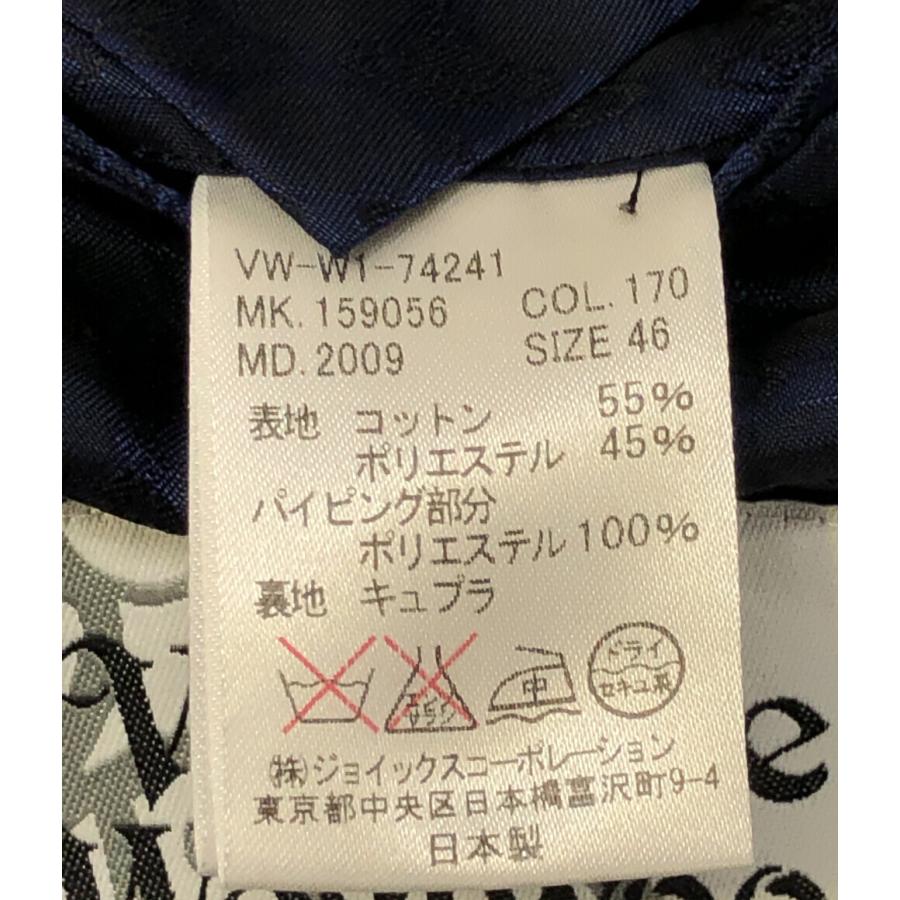 VW-W1-74241
MK. 159056 COL. 170
MD. 2009 SIZE 46
表地 コットン 55%
ポリエステル 45%
パイピング部分
ポリエステル 100%
裏地 キュプラ
中
ドライ
セキユ系
㈱ジョイックスコーポレーション
東京都中央区日本橋富沢町9-4
日本製